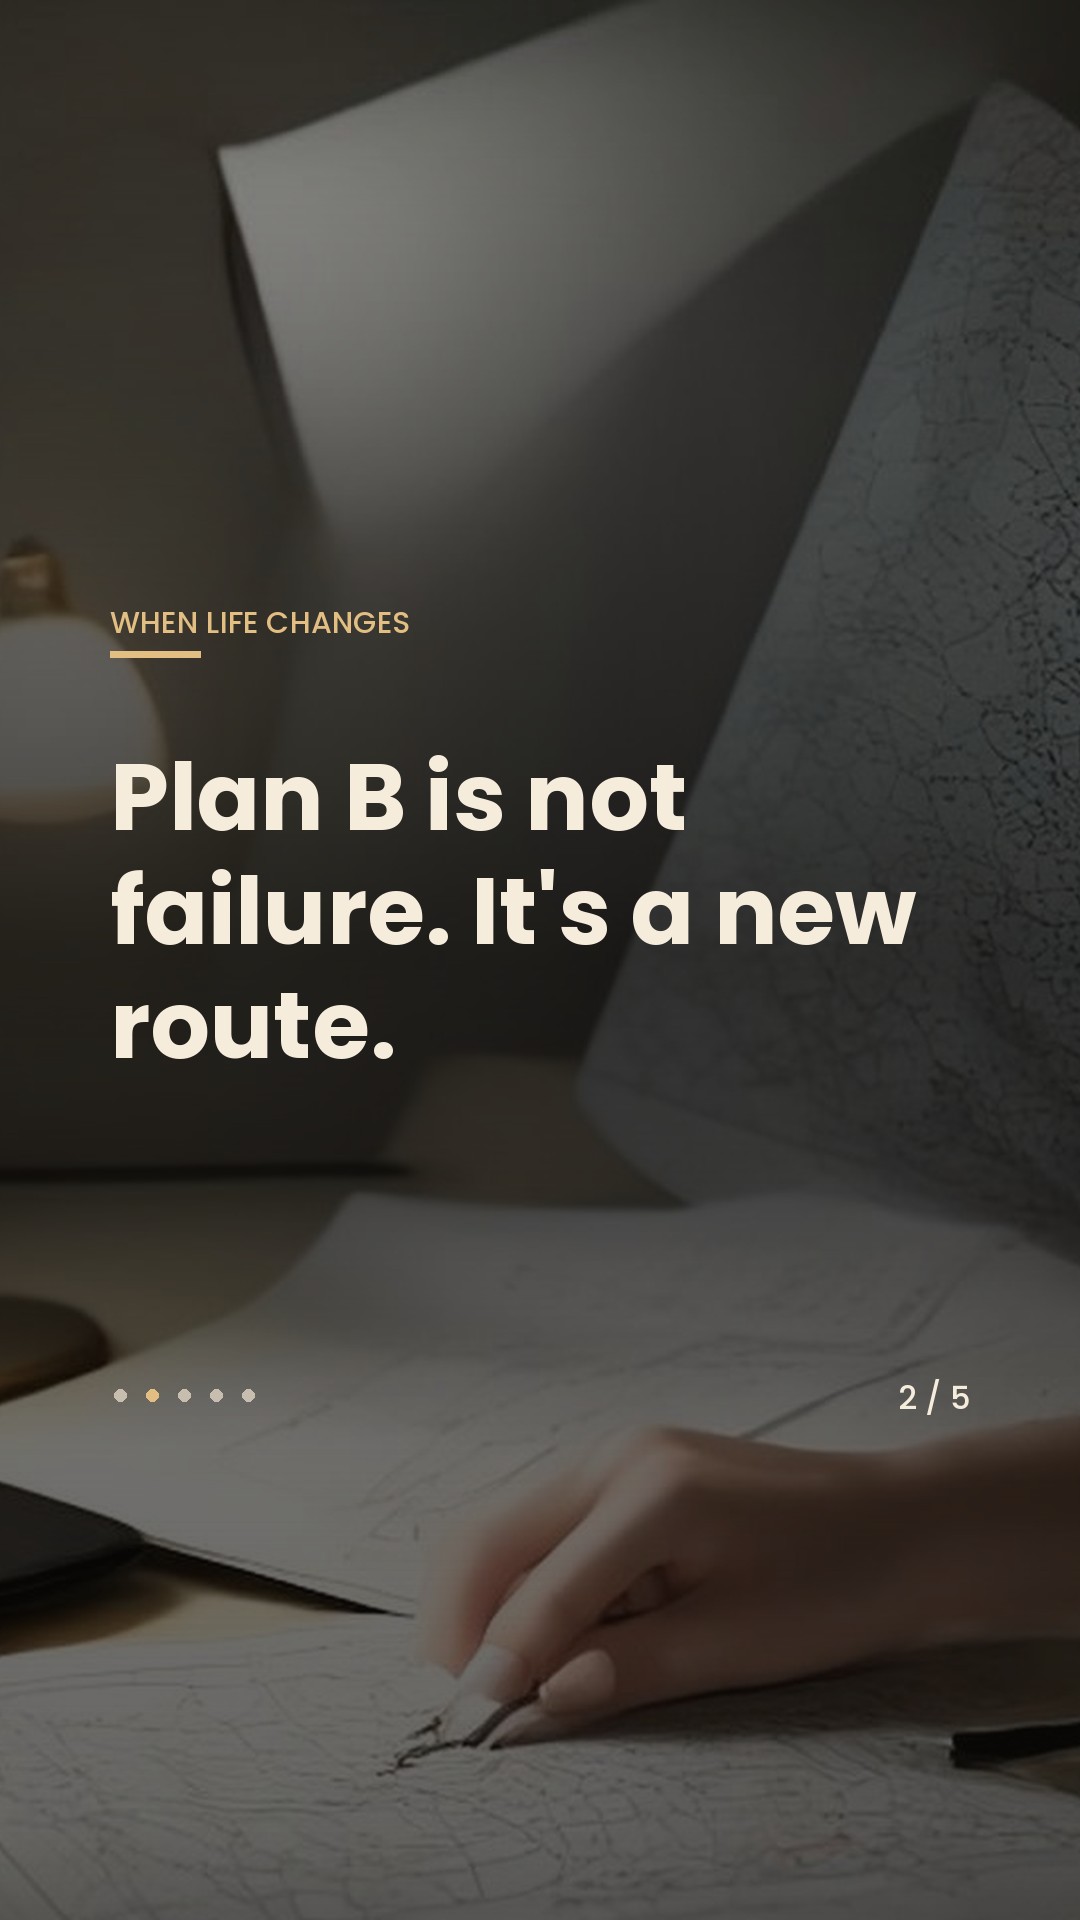 WHEN LIFE CHANGES
Plan B is not
failure. It's a new
route.
2 / 5